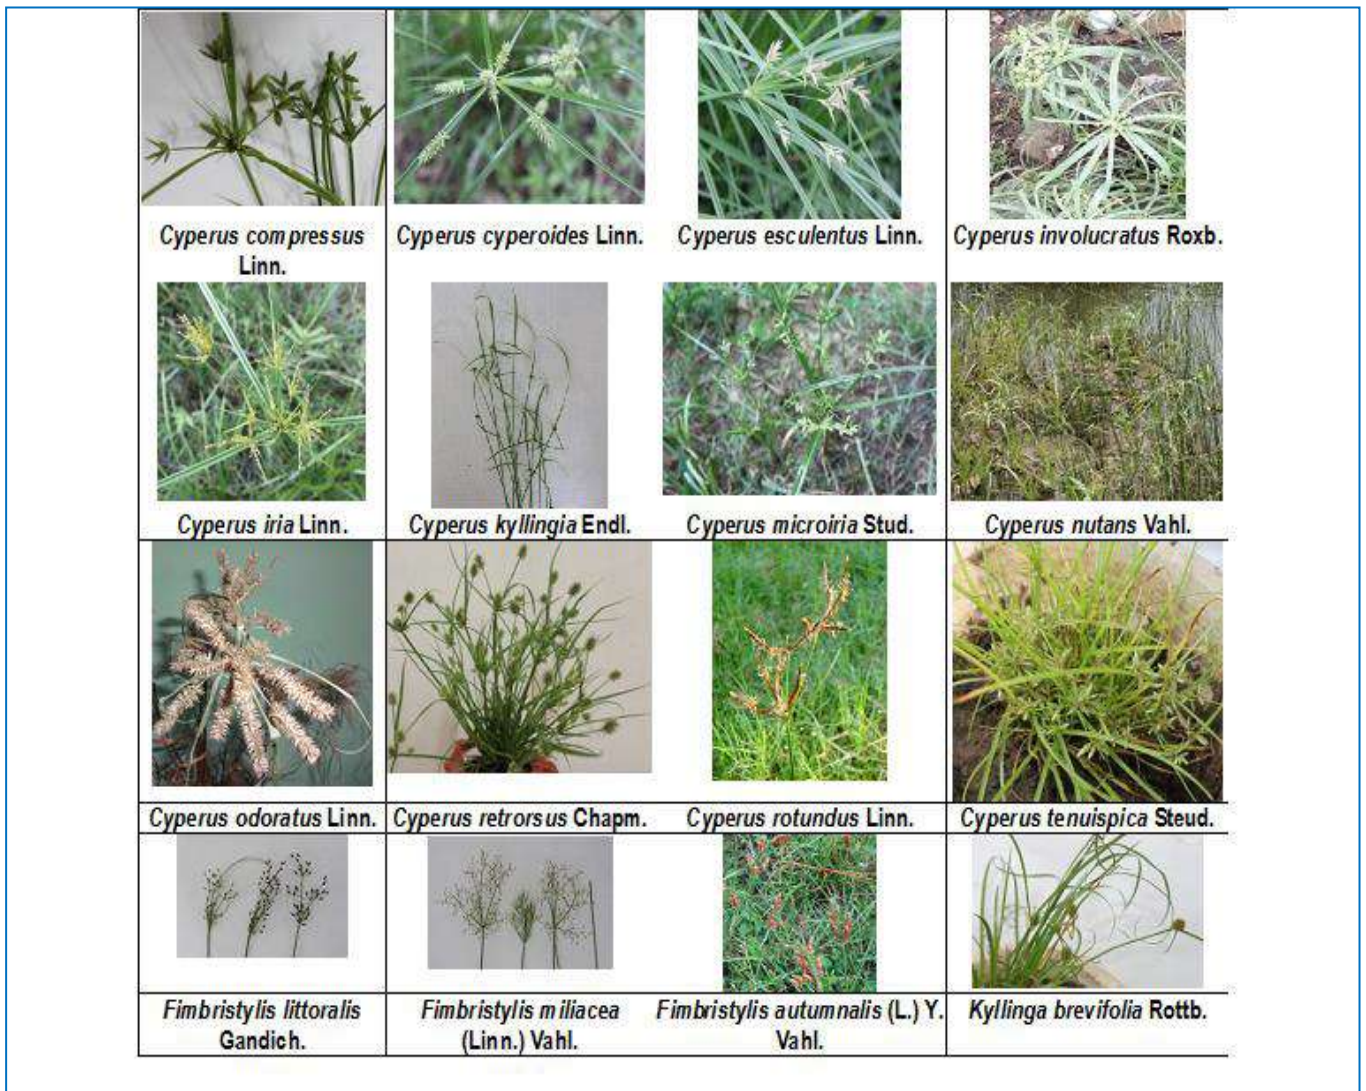 Cyperus compressus
Linn.
Cyperus cyperoides Linn.
Cyperus esculentus Linn.
Cyperus involucratus Roxb.
Cyperus iria Linn.
Cyperus kyllingia Endl.
Cyperus microiria Stud.
Cyperus nutans Vahl.
Cyperus odoratus Linn.
Cyperus retrorsus Chapm.
Cyperus rotundus Linn.
Cyperus tenuispica Steud.
Fimbristylis littoralis
Gandich.
Fimbristylis miliacea
(Linn.) Vahl.
Fimbristylis autumnalis (L.) Y.
Vahl.
Kyllinga brevifolia Rottb.